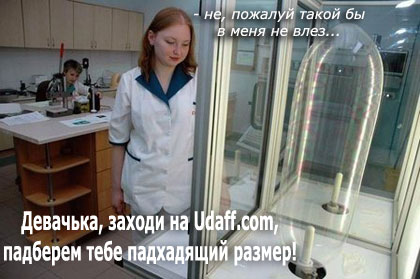 - не, пожалуй такой бы
в меня не влез...
Девачька, заходи на Udaff.com,
падберем тебе падхадящий размер!